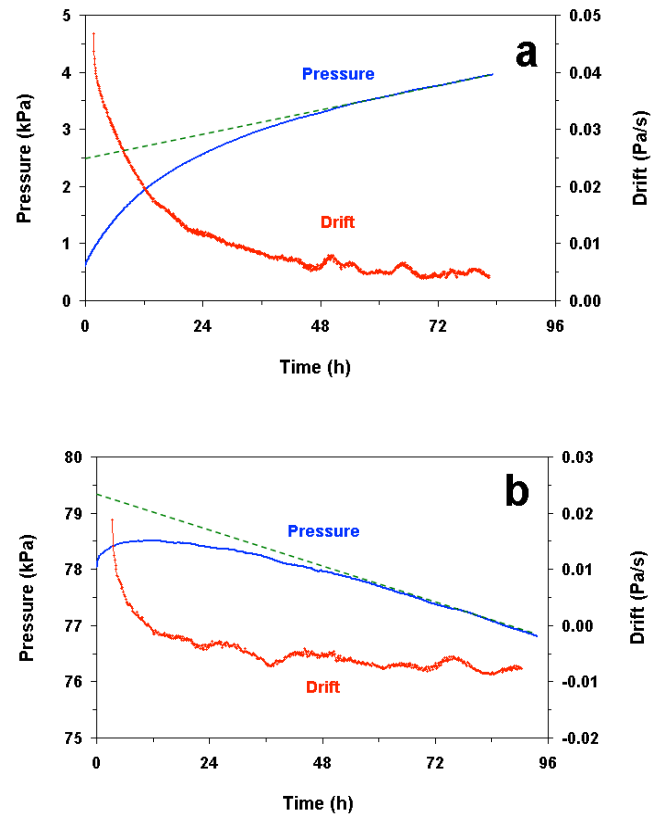 a
5
4
3
2
1
0
Pressure (kPa)
0.05
0.04
0.03
0.02
0.01
0.00
Drift (Pa/s)
Pressure
Drift
0 24 48 72 96
Time (h)
b
80
79
78
77
76
75
Pressure (kPa)
0.03
0.02
0.01
0.00
-0.01
-0.02
Drift (Pa/s)
Pressure
Drift
0 24 48 72 96
Time (h)